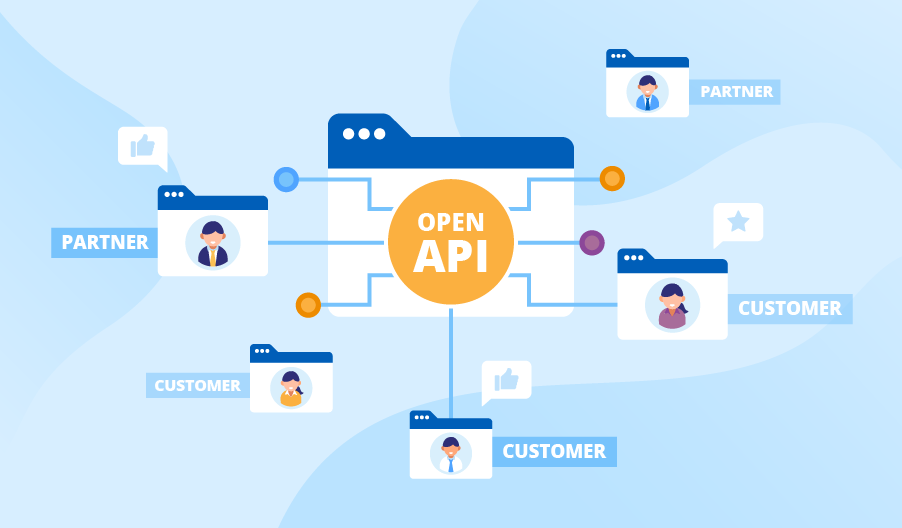 PARTNER
OPEN
API
PARTNER
CUSTOMER
CUSTOMER
CUSTOMER